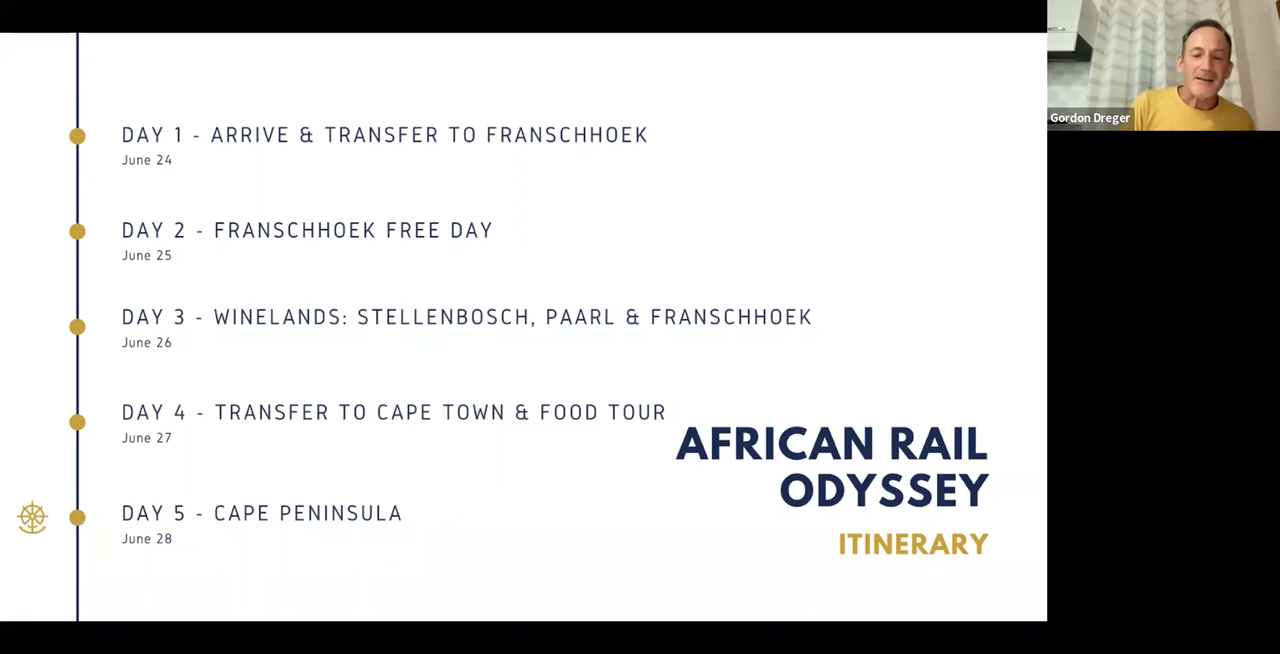 DAY 1 - ARRIVE & TRANSFER TO FRANSCHHOEK
June 24
DAY 2 - FRANSCHHOEK FREE DAY
June 25
DAY 3 - WINELANDS: STELLENBOSCH, PAARL & FRANSCHHOEK
June 26
DAY 4 - TRANSFER TO CAPE TOWN & FOOD TOUR
June 27
DAY 5 - CAPE PENINSULA
June 28
AFRICAN RAIL
ODYSSEY
ITINERARY
Gordon Dreger